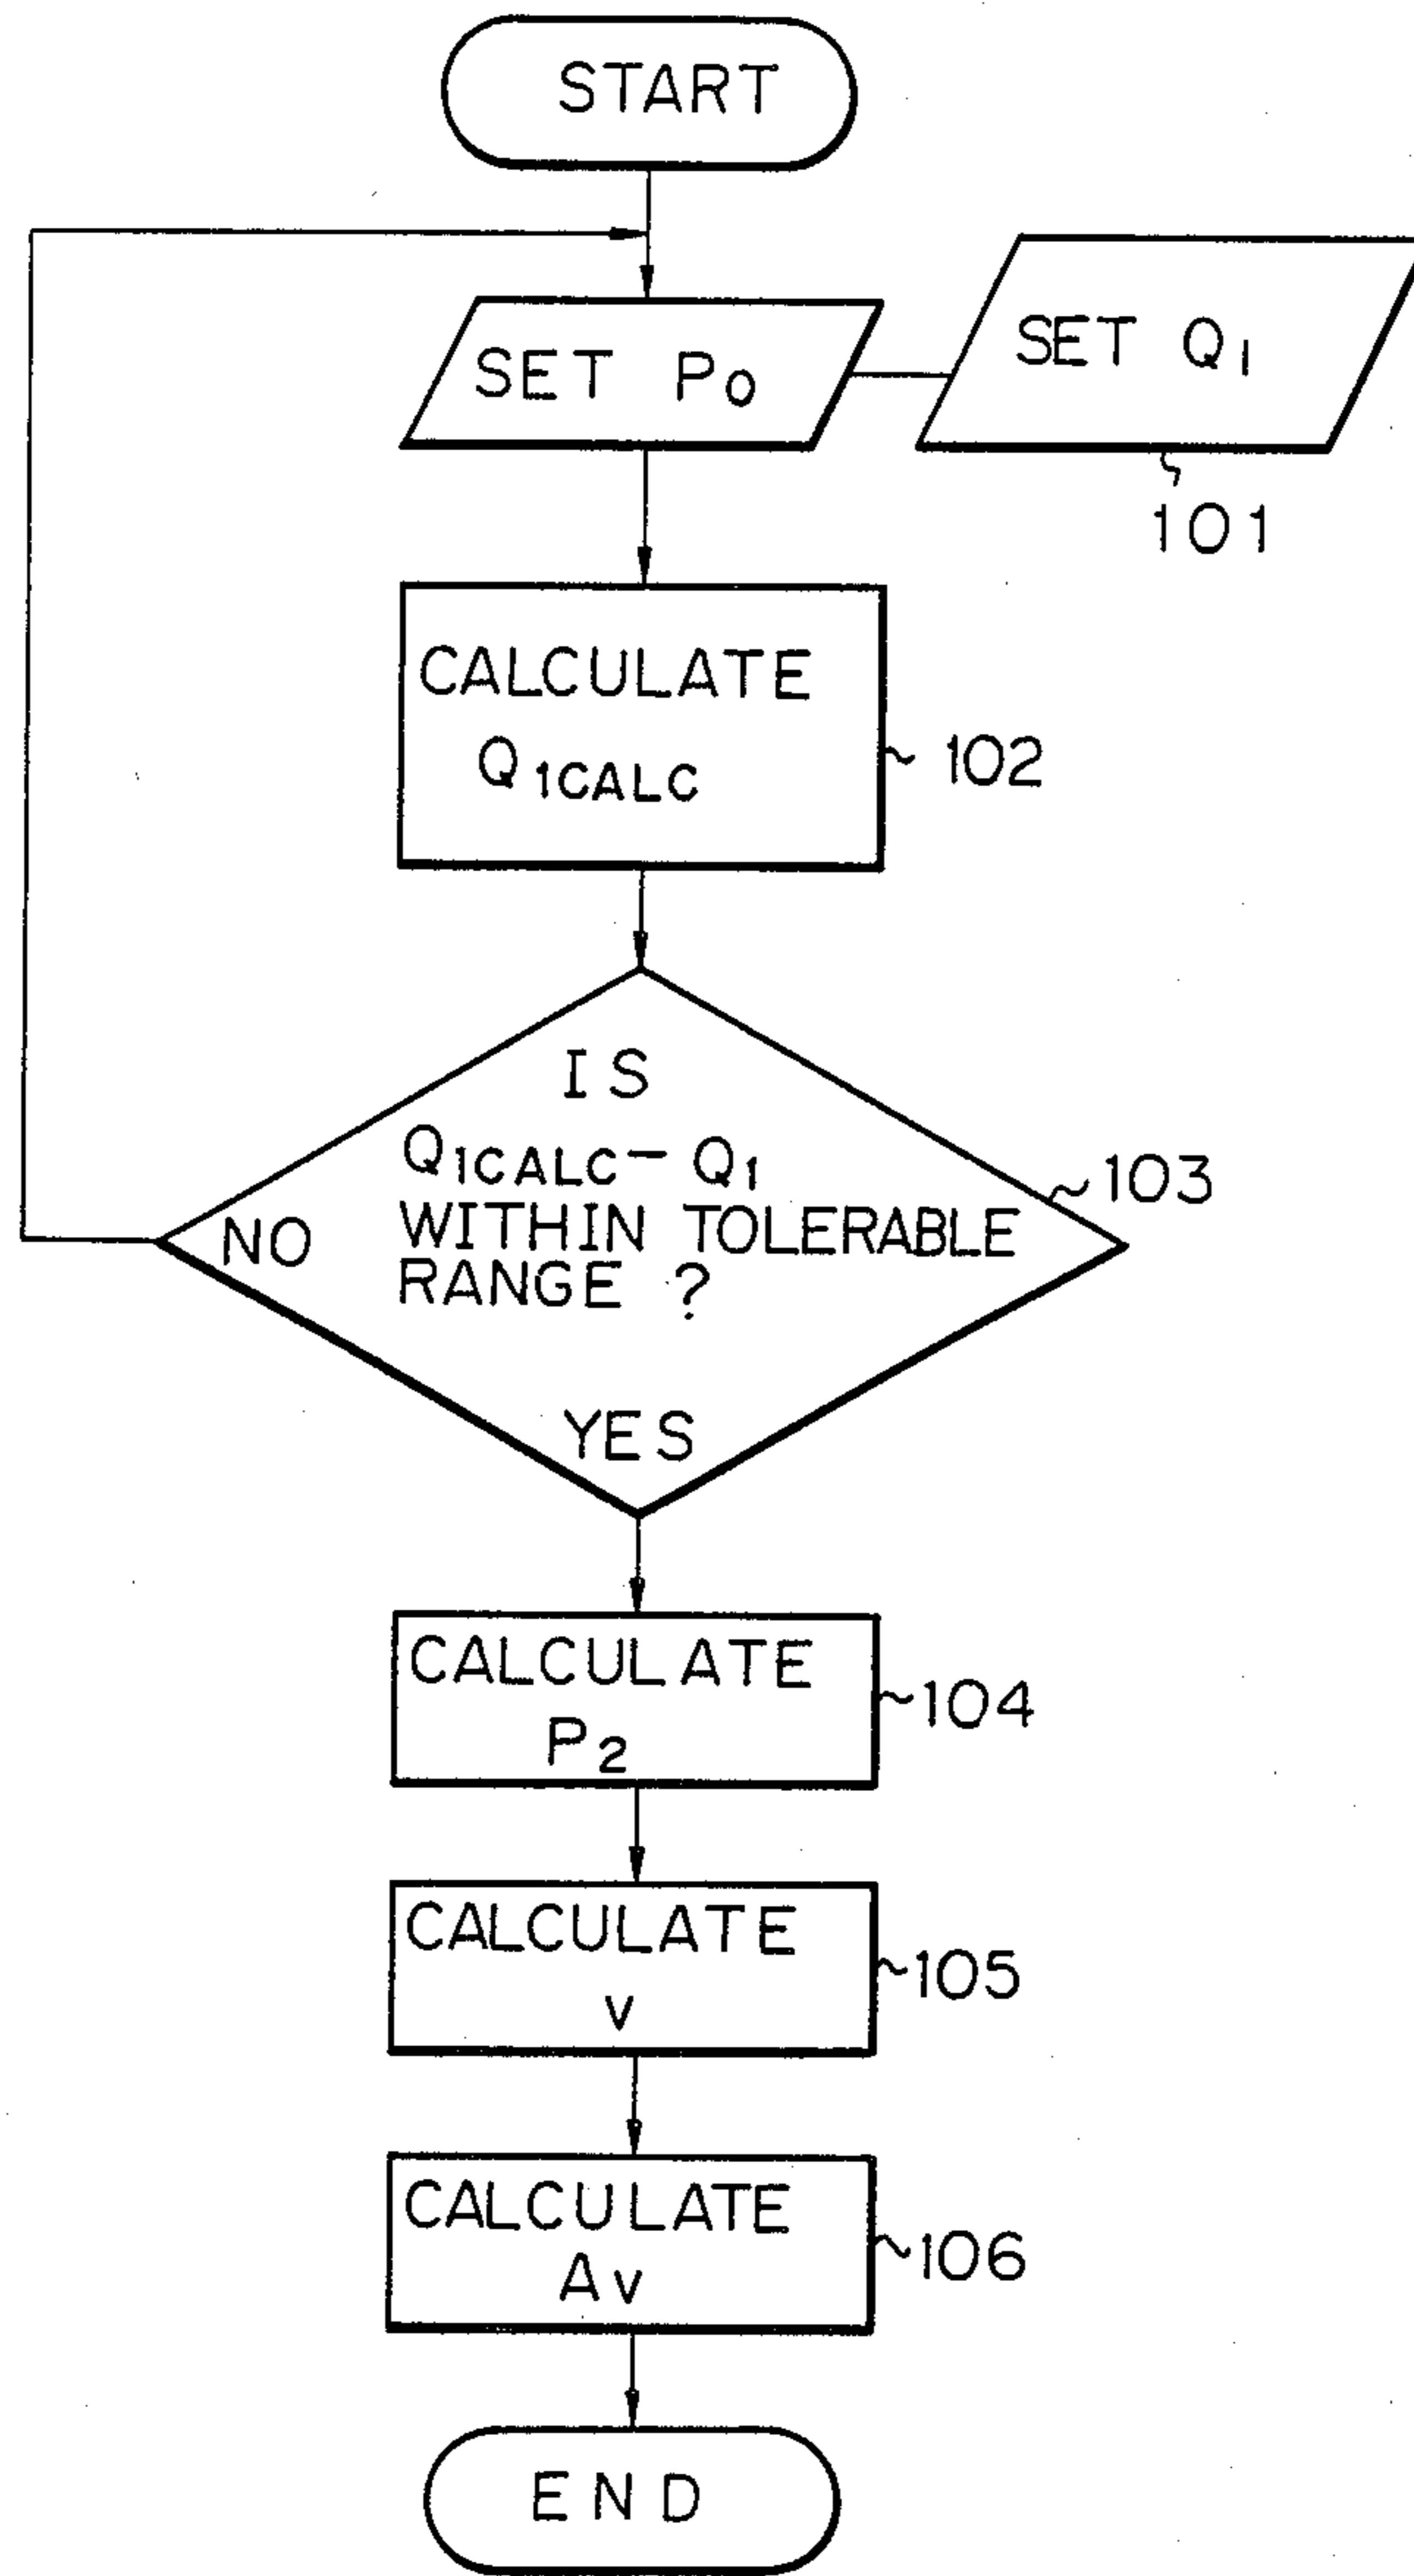 START
SET P0
SET Q1
101
CALCULATE
Q1CALC
102
IS
Q1CALC- Q1
WITHIN TOLERABLE
RANGE ?
NO
103
YES
CALCULATE
P2
104
CALCULATE
v
105
CALCULATE
Av
106
END